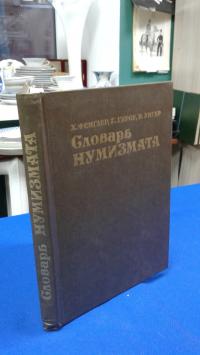 Х. ФЕНГЛЕР, Г. ГИРОУ, В. УНГЕР
Словарь
НУМИЗМАТА
Словарь НУМИЗМАТА